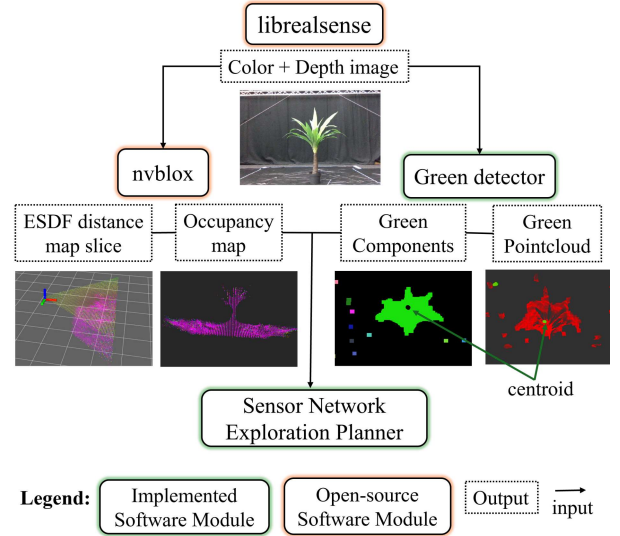 librealsense
Color + Depth image
nvblox
Green detector
ESDF distance
map slice
Occupancy
map
Green
Components
Green
Pointcloud
centroid
Sensor Network
Exploration Planner
Legend:
Implemented
Software Module
Open-source
Software Module
Output
input